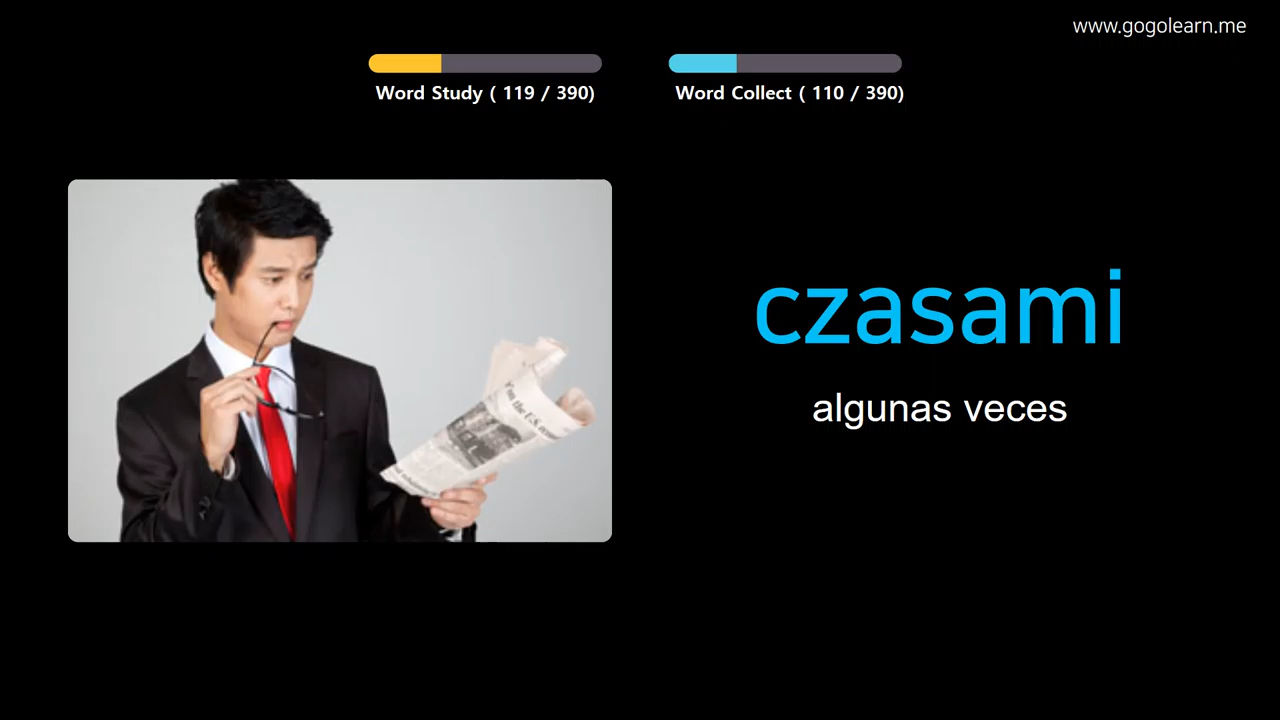 www.gogolearn.me
Word Study ( 119 / 390)
Word Collect ( 110 / 390)
czasami
algunas veces